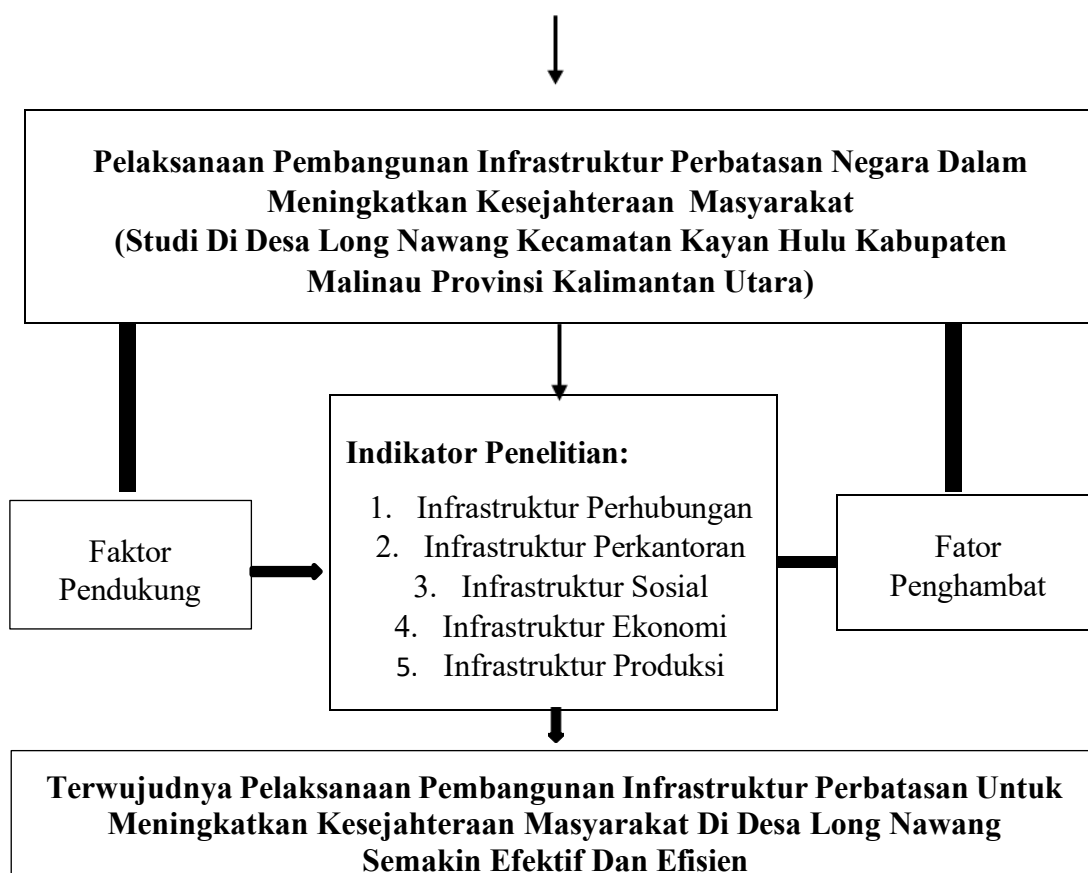 Pelaksanaan Pembangunan Infrastruktur Perbatasan Negara Dalam
Meningkatkan Kesejahteraan Masyarakat
(Studi Di Desa Long Nawang Kecamatan Kayan Hulu Kabupaten
Malinau Provinsi Kalimantan Utara)
Indikator Penelitian:
1. Infrastruktur Perhubungan
2. Infrastruktur Perkantoran
3. Infrastruktur Sosial
4. Infrastruktur Ekonomi
5. Infrastruktur Produksi
Faktor
Pendukung
Fator
Penghambat
Terwujudnya Pelaksanaan Pembangunan Infrastruktur Perbatasan Untuk
Meningkatkan Kesejahteraan Masyarakat Di Desa Long Nawang
Semakin Efektif Dan Efisien